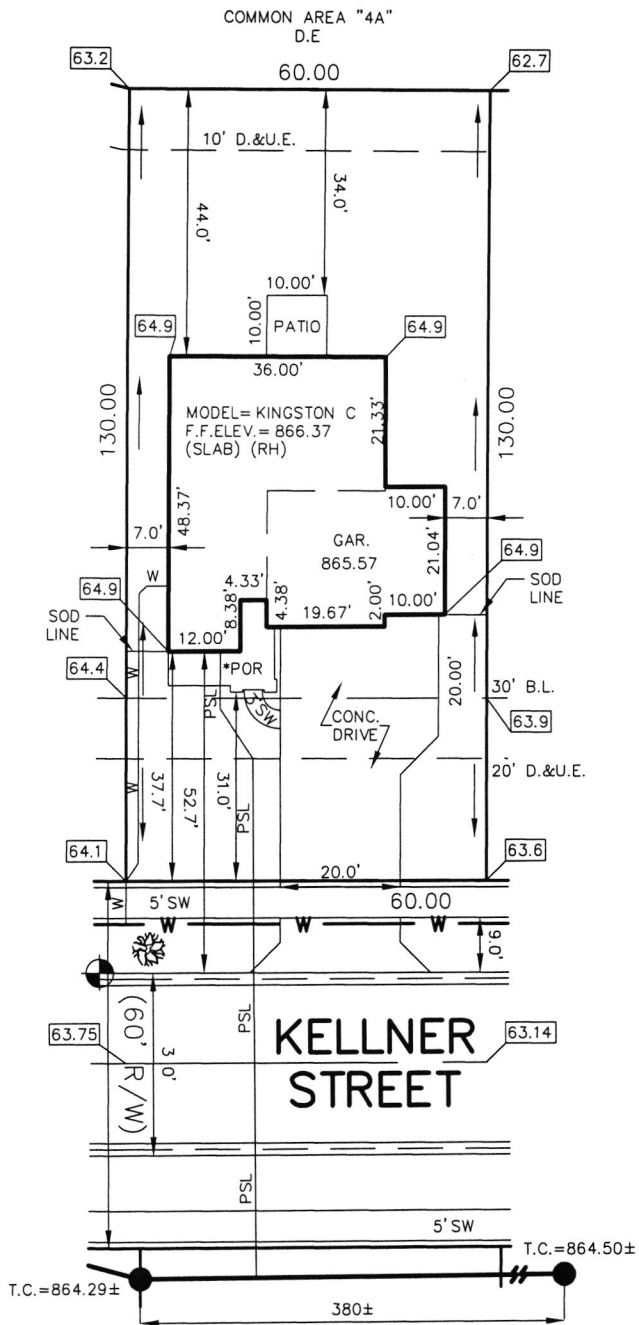 COMMON AREA "4A"
D.E
63.2
60.00
62.7
10' D.&U.E.
44.0'
34.0'
10.00'
10.00'
PATIO
64.9
64.9
36.00'
130.00
130.00
MODEL= KINGSTON C
F.F.ELEV.= 866.37
(SLAB) (RH)
21.33'
48.37'
10.00'
7.0'
7.0'
GAR.
865.57
21.04'
W
4.33'
64.9
64.9
8.38'
4.38'
19.67'
2.00'
10.00'
SOD
LINE
SOD
LINE
12.00'
*POR
W
64.4
PSL
3'SW
CONC.
DRIVE
20.00'
30' B.L.
63.9
20' D.&U.E.
W
37.7'
52.7'
31.0'
PSL
64.1
63.6
20.0'
W
5' SW
60.00
W
W
W
9.0'
63.75
(60' R/W)
3.0'
PSL
KELLNER
STREET
63.14
PSL
5' SW
T.C.=864.29±
T.C.=864.50±
380±